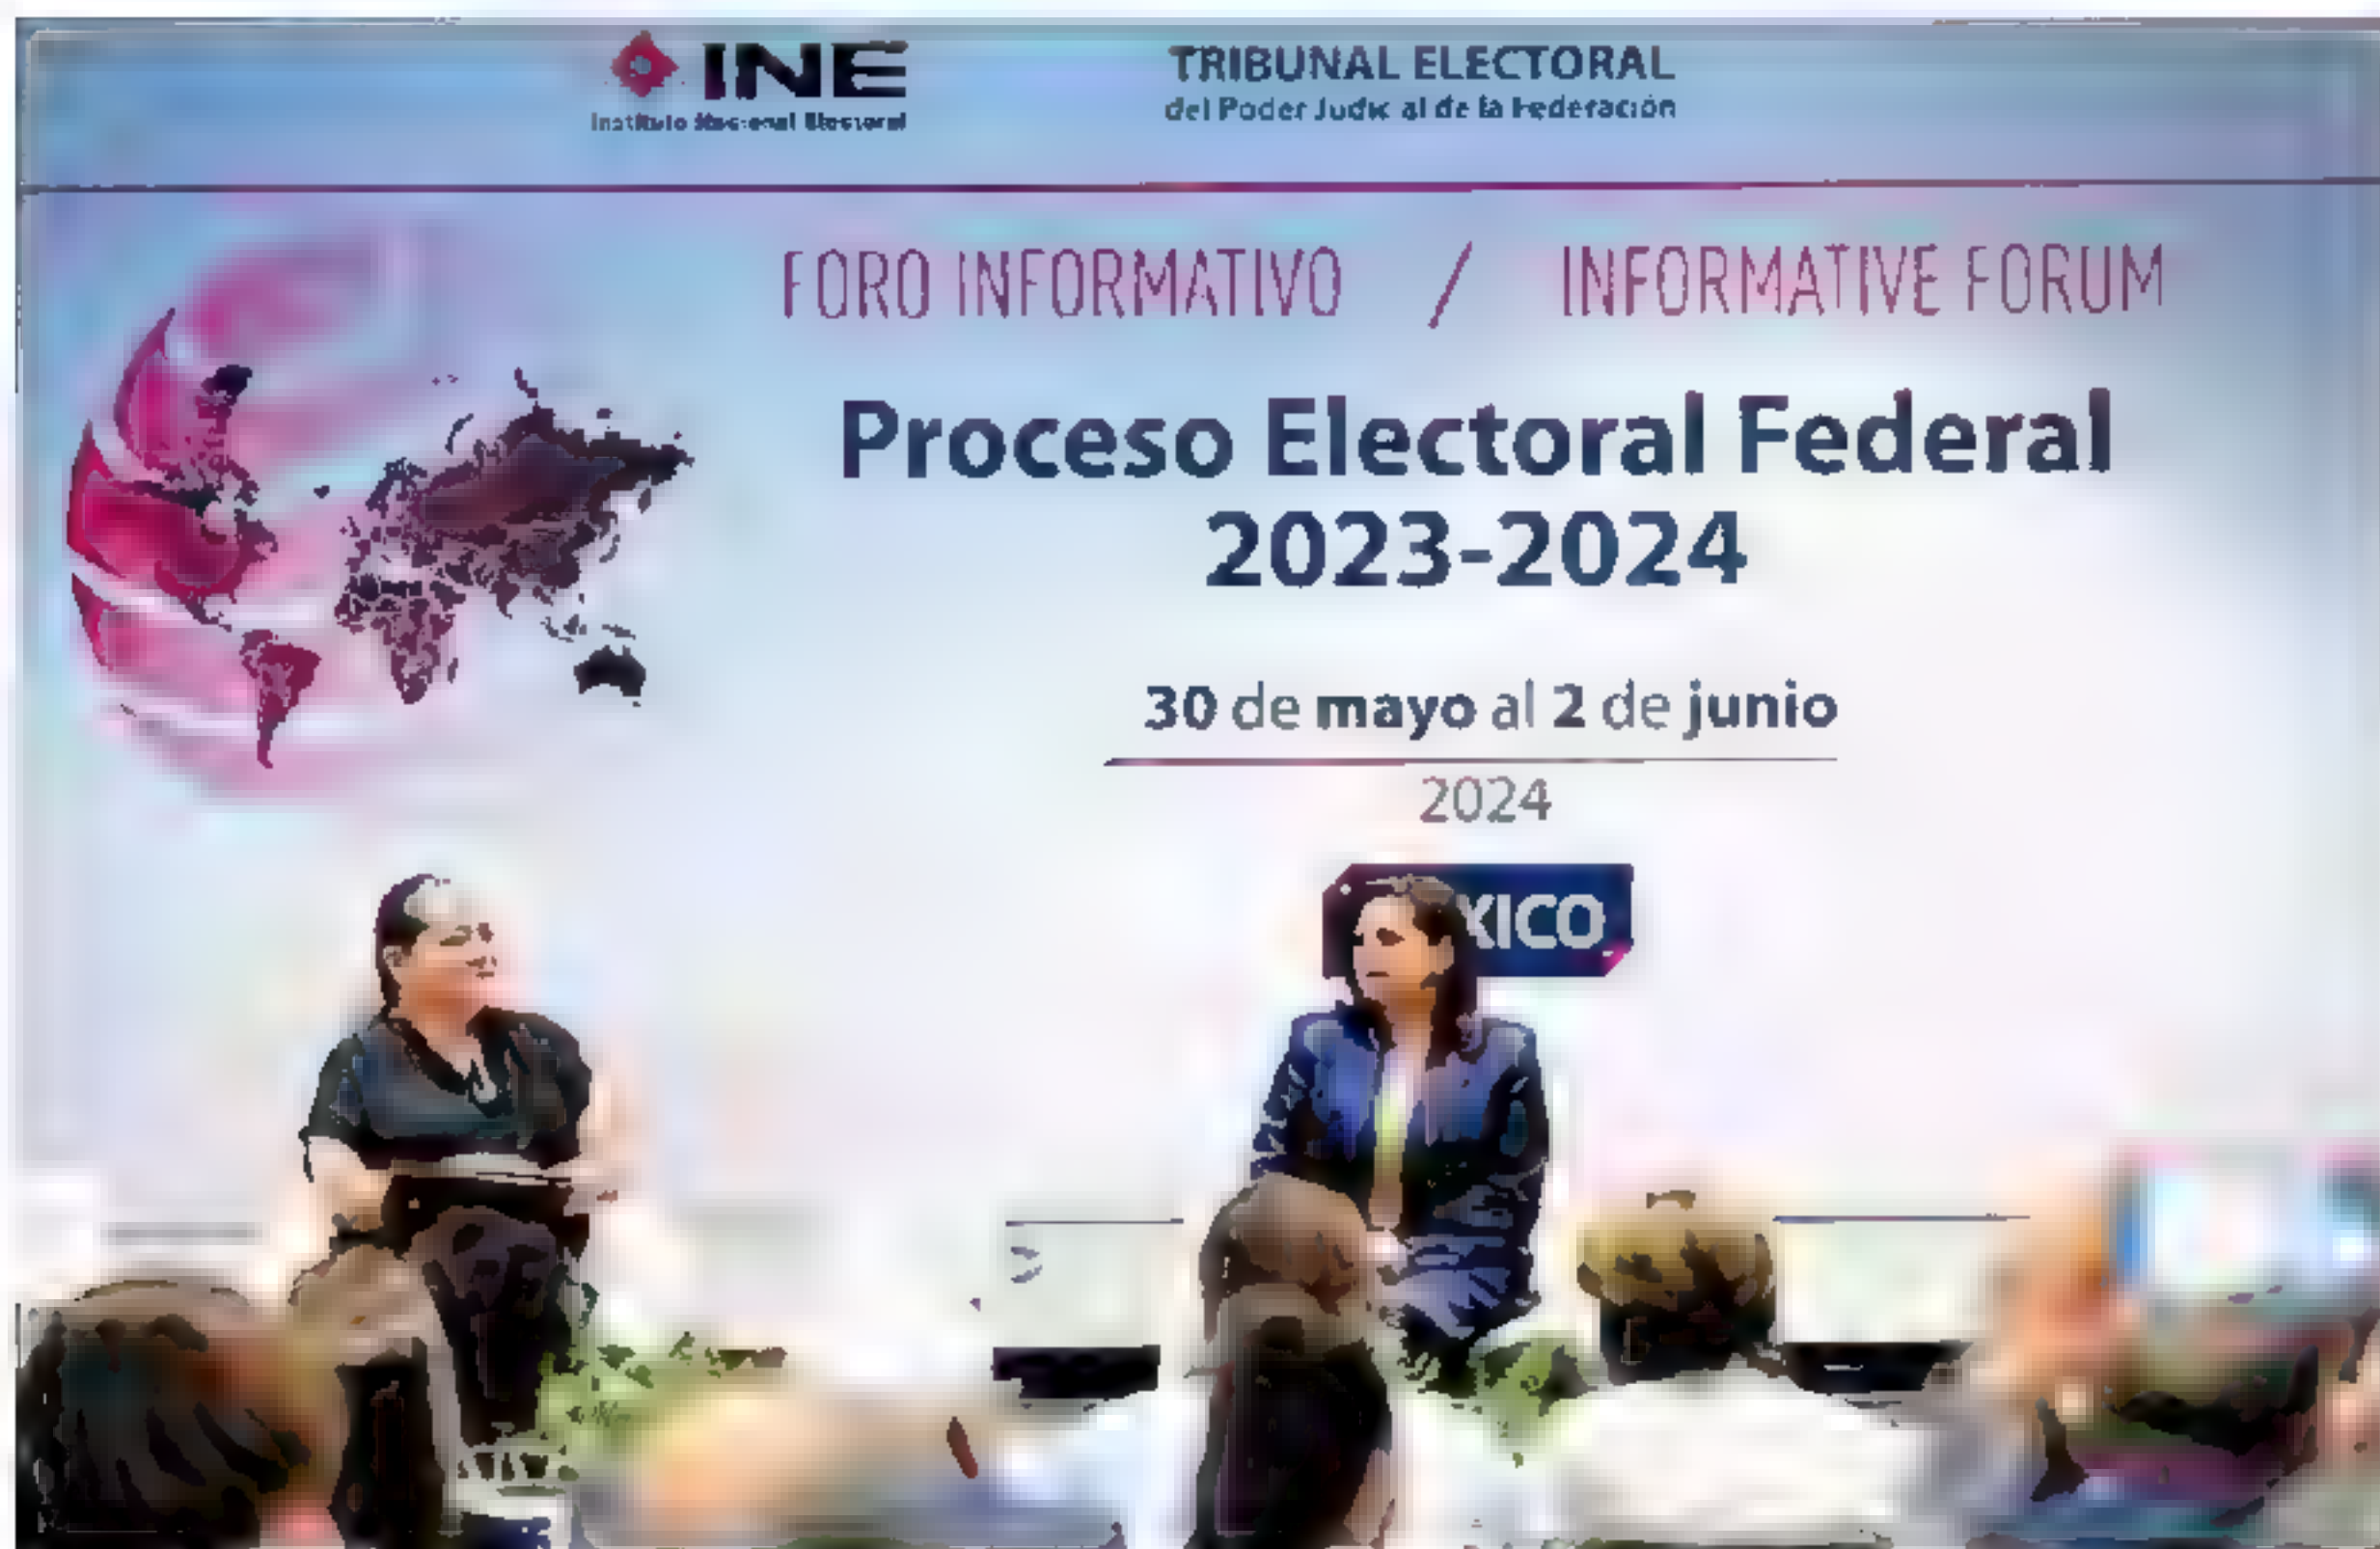 INE
Instituto Nacional Electoral
TRIBUNAL ELECTORAL
del Poder Judicial de la Federación
FORO INFORMATIVO / INFORMATIVE FORUM
Proceso Electoral Federal
2023-2024
30 de mayo al 2 de junio
2024
XICO